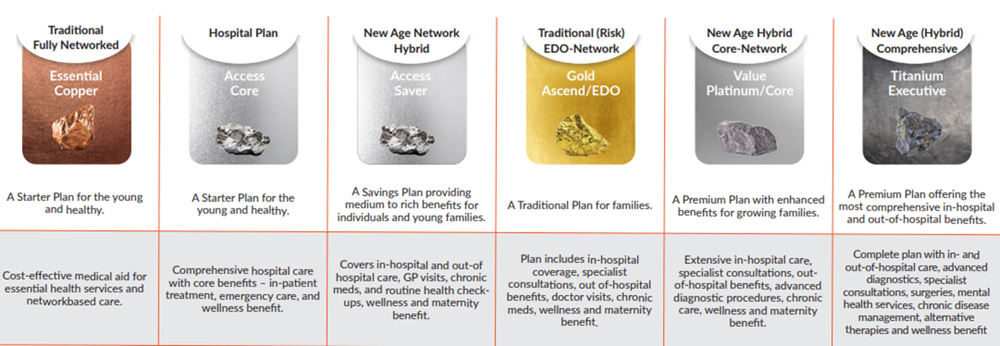 Traditional
Fully Networked
Essential
Copper
A Starter Plan for the young
and healthy.
Cost-effective medical aid for
essential health services and
networkbased care.
Hospital Plan
Access
Core
A Starter Plan for the
young and healthy.
Comprehensive hospital care
with core benefits – in-patient
treatment, emergency care, and
wellness benefit.
New Age Network
Hybrid
Access
Saver
A Savings Plan providing
medium to rich benefits for
individuals and young families.
Covers in-hospital and out-of
hospital care, GP visits, chronic
meds, and routine health check-
ups, wellness and maternity
benefit.
Traditional (Risk)
EDO-Network
Gold
Ascend/EDO
A Traditional Plan for families.
Plan includes in-hospital
coverage, specialist
consultations, out of-hospital
benefits, doctor visits, chronic
meds, wellness and maternity
benefit.
New Age Hybrid
Core-Network
Value
Platinum/Core
A Premium Plan with enhanced
benefits for growing families.
Extensive in-hospital care,
specialist consultations, out-
of-hospital benefits, advanced
diagnostic procedures, chronic
care, wellness and maternity
benefit.
New Age (Hybrid)
Comprehensive
Titanium
Executive
A Premium Plan offering the
most comprehensive in-hospital
and out-of-hospital benefits.
Complete plan with in- and
out-of-hospital care, advanced
diagnostics, specialist
consultations, surgeries, mental
health services, chronic disease
management, alternative
therapies and wellness benefit